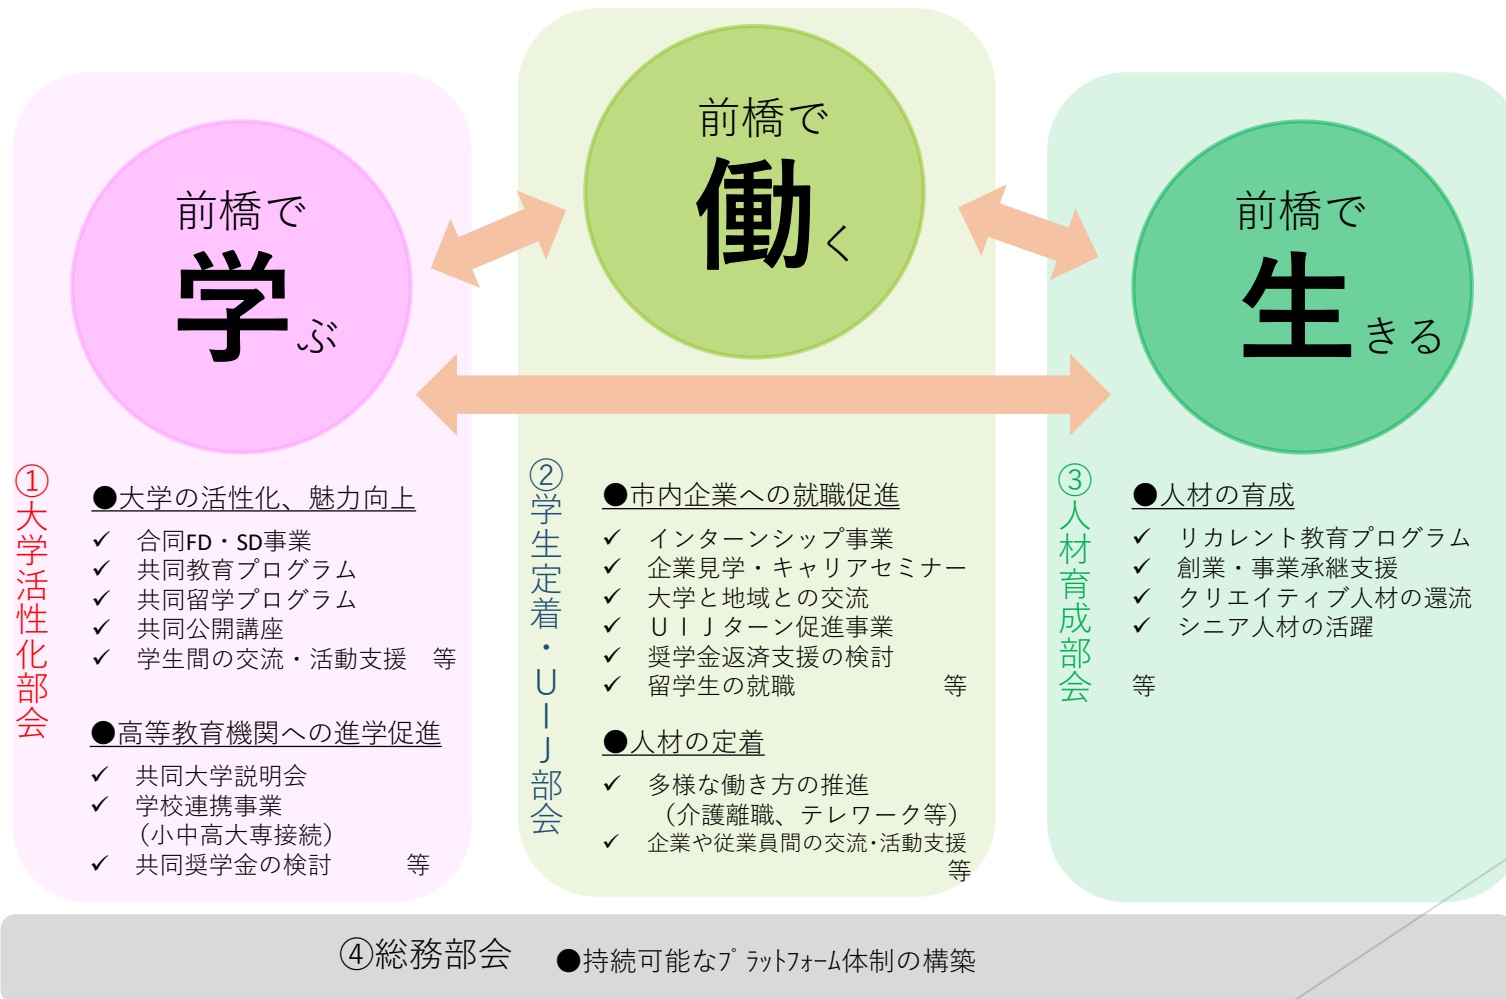 前橋で
学ぶ
前橋で
働く
前橋で
生きる
①大学活性化部会
●大学の活性化、魅力向上
✓ 合同FD・SD事業
✓ 共同教育プログラム
✓ 共同留学プログラム
✓ 共同公開講座
✓ 学生間の交流・活動支援 等
●高等教育機関への進学促進
✓ 共同大学説明会
✓ 学校連携事業
（小中高大専接続）
✓ 共同奨学金の検討 等
②学生定着・ＵＩＪ部会
●市内企業への就職促進
✓ インターンシップ事業
✓ 企業見学・キャリアセミナー
✓ 大学と地域との交流
✓ ＵＩＪターン促進事業
✓ 奨学金返済支援の検討
✓ 留学生の就職 等
●人材の定着
✓ 多様な働き方の推進
（介護離職、テレワーク等）
✓ 企業や従業員間の交流･活動支援
等
③人材育成部会
●人材の育成
✓ リカレント教育プログラム
✓ 創業・事業承継支援
✓ クリエイティブ人材の還流
✓ シニア人材の活躍
等
④総務部会 ●持続可能なﾌﾟﾗｯﾄﾌｫｰﾑ体制の構築